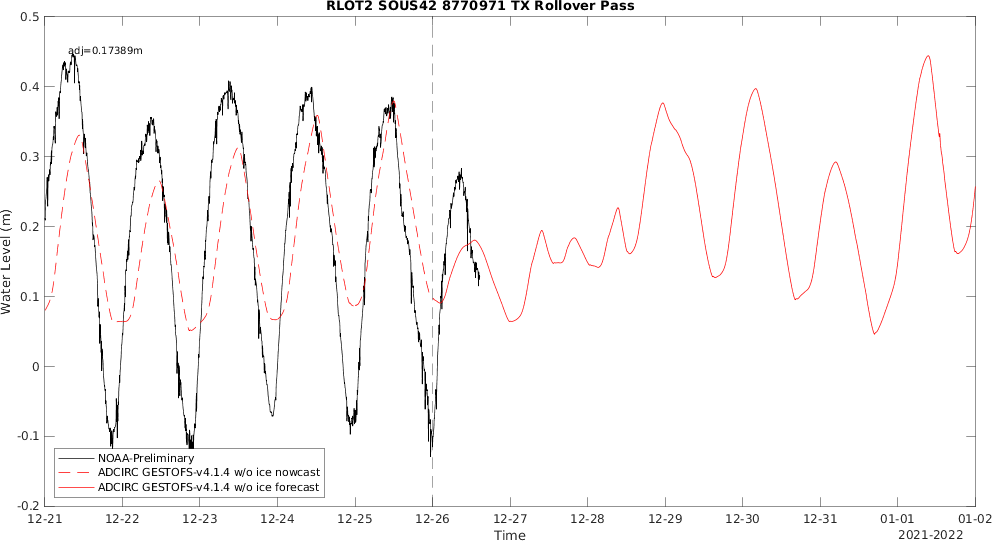 RLOT2 SOUS42 8770971 TX Rollover Pass
adj=0.17389m
Water Level (m)
0.5
0.4
0.3
0.2
0.1
0
-0.1
-0.2
NOAA-Preliminary
ADCIRC GESTOFS-v4.1.4 w/o ice nowcast
ADCIRC GESTOFS-v4.1.4 w/o ice forecast
12-21 12-22 12-23 12-24 12-25 12-26 12-27 12-28 12-29 12-30 12-31 01-01 01-02
Time
2021-2022